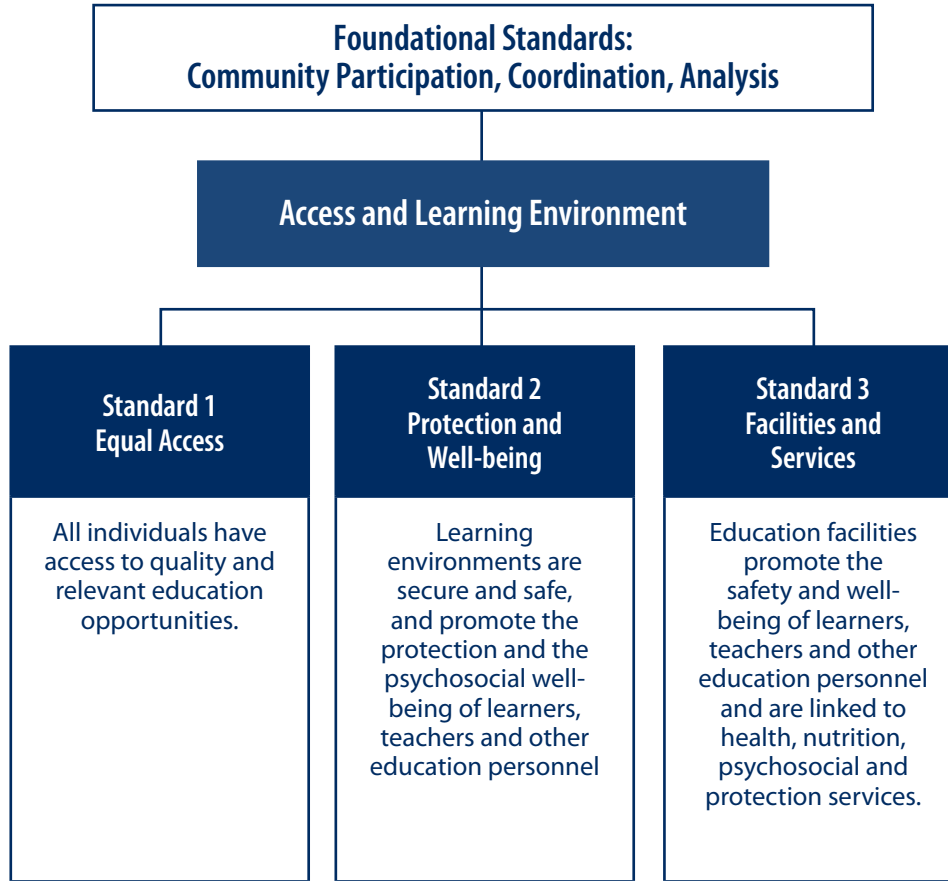 Foundational Standards:
Community Participation, Coordination, Analysis
Access and Learning Environment
Standard 1
Equal Access
All individuals have
access to quality and
relevant education
opportunities.
Standard 2
Protection and
Well-being
Learning
environments are
secure and safe,
and promote the
protection and the
psychosocial well-
being of learners,
teachers and other
education personnel
Standard 3
Facilities and
Services
Education facilities
promote the
safety and well-
being of learners,
teachers and other
education personnel
and are linked to
health, nutrition,
psychosocial and
protection services.